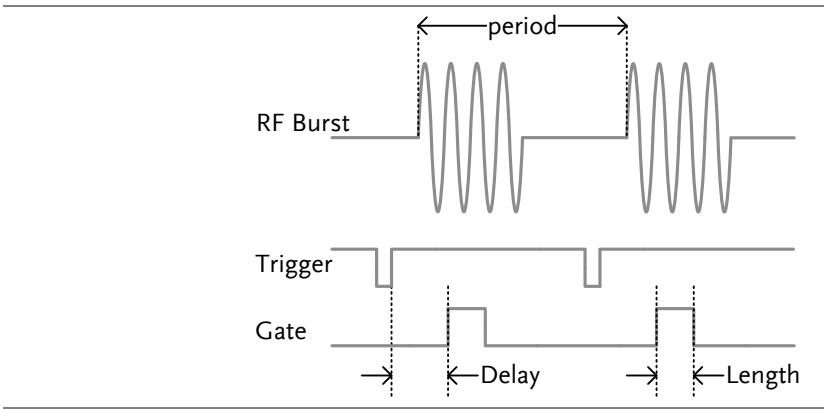 period
RF Burst
Trigger
Gate
Delay
Length